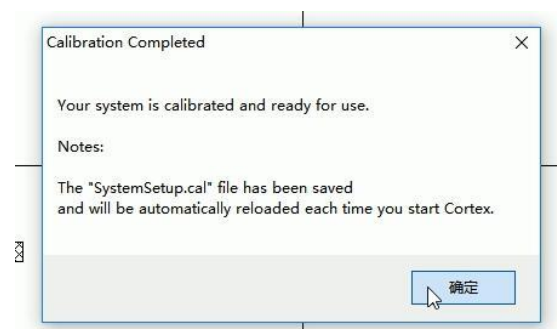 Calibration Completed
Your system is calibrated and ready for use.
Notes:
The "SystemSetup.cal" file has been saved
and will be automatically reloaded each time you start Cortex.
确定